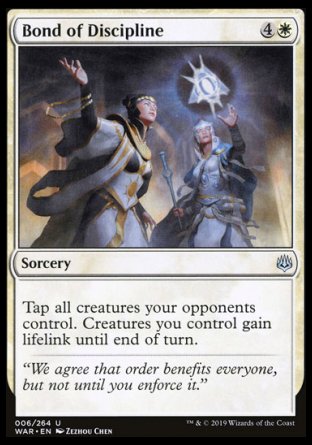 Bond of Discipline 4
Sorcery
Tap all creatures your opponents
control. Creatures you control gain
lifelink until end of turn.
“We agree that order benefits everyone,
but not until you enforce it.”
006/264 U
WAR • EN Zezhou Chen
™ & © 2019 Wizards of the Coast